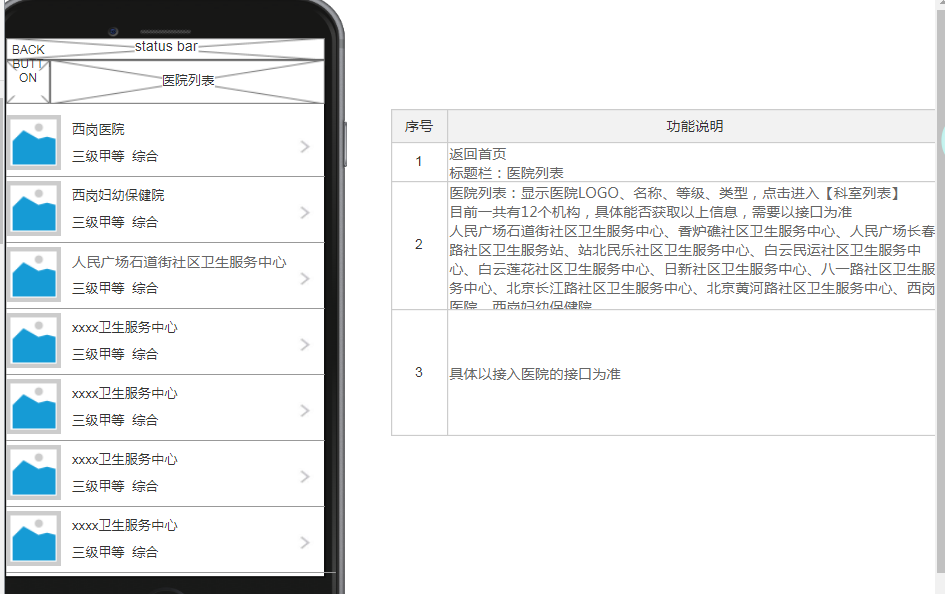 status bar
BACK
BUTT
ON
医院列表
西岗医院
三级甲等 综合
西岗妇幼保健院
三级甲等 综合
人民广场石道街社区卫生服务中心
三级甲等 综合
xxxx卫生服务中心
三级甲等 综合
xxxx卫生服务中心
三级甲等 综合
xxxx卫生服务中心
三级甲等 综合
xxxx卫生服务中心
三级甲等 综合
序号 功能说明
1
返回首页
标题栏：医院列表
2
医院列表：显示医院LOGO、名称、等级、类型，点击进入【科室列表】
目前一共有12个机构，具体能否获取以上信息，需要以接口为准
人民广场石道街社区卫生服务中心、香炉礁社区卫生服务中心、人民广场长春
路社区卫生服务站、站北民乐社区卫生服务中心、白云民运社区卫生服务中
心、白云莲花社区卫生服务中心、日新社区卫生服务中心、八一路社区卫生服
务中心、北京长江路社区卫生服务中心、北京黄河路社区卫生服务中心、西岗
医院、西岗妇幼保健院
3
具体以接入医院的接口为准